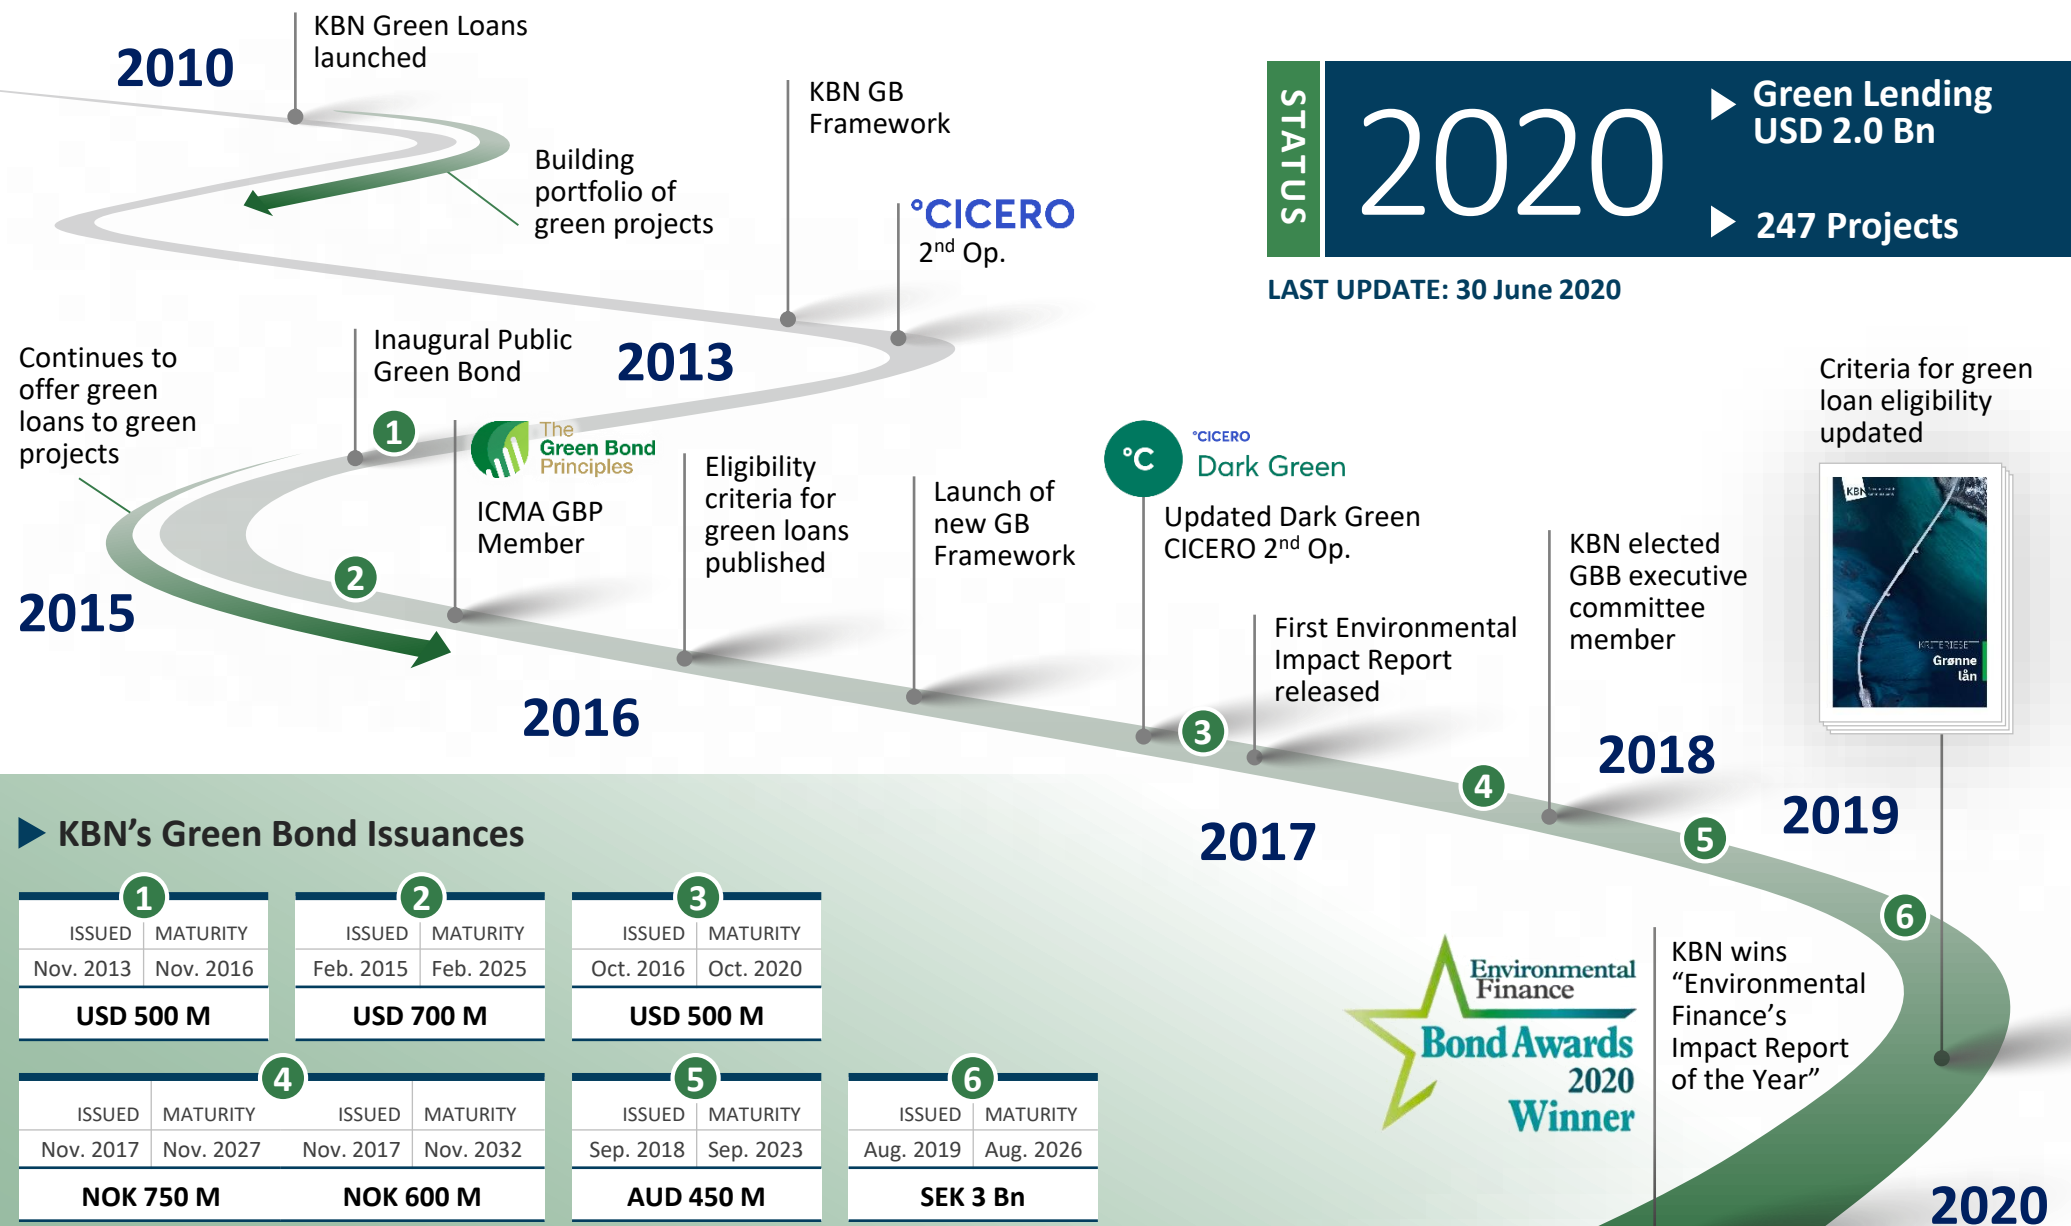 2010
KBN Green Loans
launched
Building
portfolio of
green projects
KBN GB
Framework
°CICERO
2nd Op.
STATUS
2020
Green Lending
USD 2.0 Bn
247 Projects
LAST UPDATE: 30 June 2020
2013
Inaugural Public
Green Bond
1
Continues to
offer green
loans to green
projects
2015
2
The
Green Bond
Principles
ICMA GBP
Member
Eligibility
criteria for
green loans
published
2016
Launch of
new GB
Framework
°C
°CICERO
Dark Green
Updated Dark Green
CICERO 2nd Op.
3
First Environmental
Impact Report
released
2017
4
KBN elected
GBB executive
committee
member
2018
5
2019
Criteria for green
loan eligibility
updated
KBN
KRITERIESETT
Grønne
lån
6
Environmental
Finance
Bond Awards
2020
Winner
KBN wins
“Environmental
Finance’s
Impact Report
of the Year”
2020
KBN’s Green Bond Issuances
1
ISSUED MATURITY
Nov. 2013 Nov. 2016
USD 500 M
2
ISSUED MATURITY
Feb. 2015 Feb. 2025
USD 700 M
3
ISSUED MATURITY
Oct. 2016 Oct. 2020
USD 500 M
4
ISSUED MATURITY ISSUED MATURITY
Nov. 2017 Nov. 2027 Nov. 2017 Nov. 2032
NOK 750 M NOK 600 M
5
ISSUED MATURITY
Sep. 2018 Sep. 2023
AUD 450 M
6
ISSUED MATURITY
Aug. 2019 Aug. 2026
SEK 3 Bn